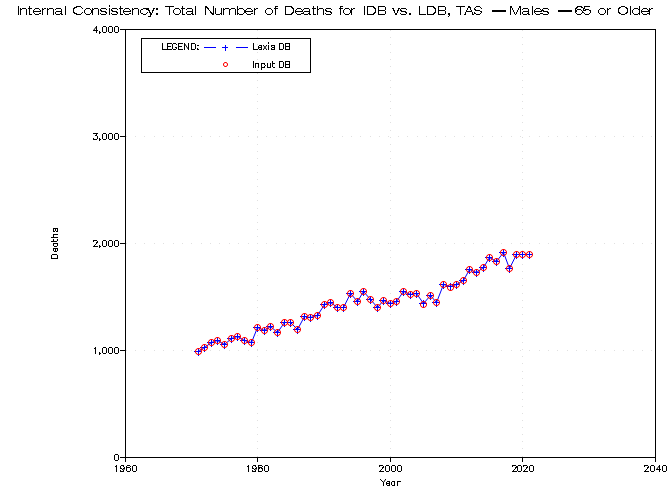 Internal Consistency: Total Number of Deaths for IDB vs. LDB, TAS — Males — 65 or Older
4,000
LEGEND: — + — Lexis DB
Input DB
3,000
Deaths
2,000
1,000
0
1960 1980 2000 2020 2040
Year